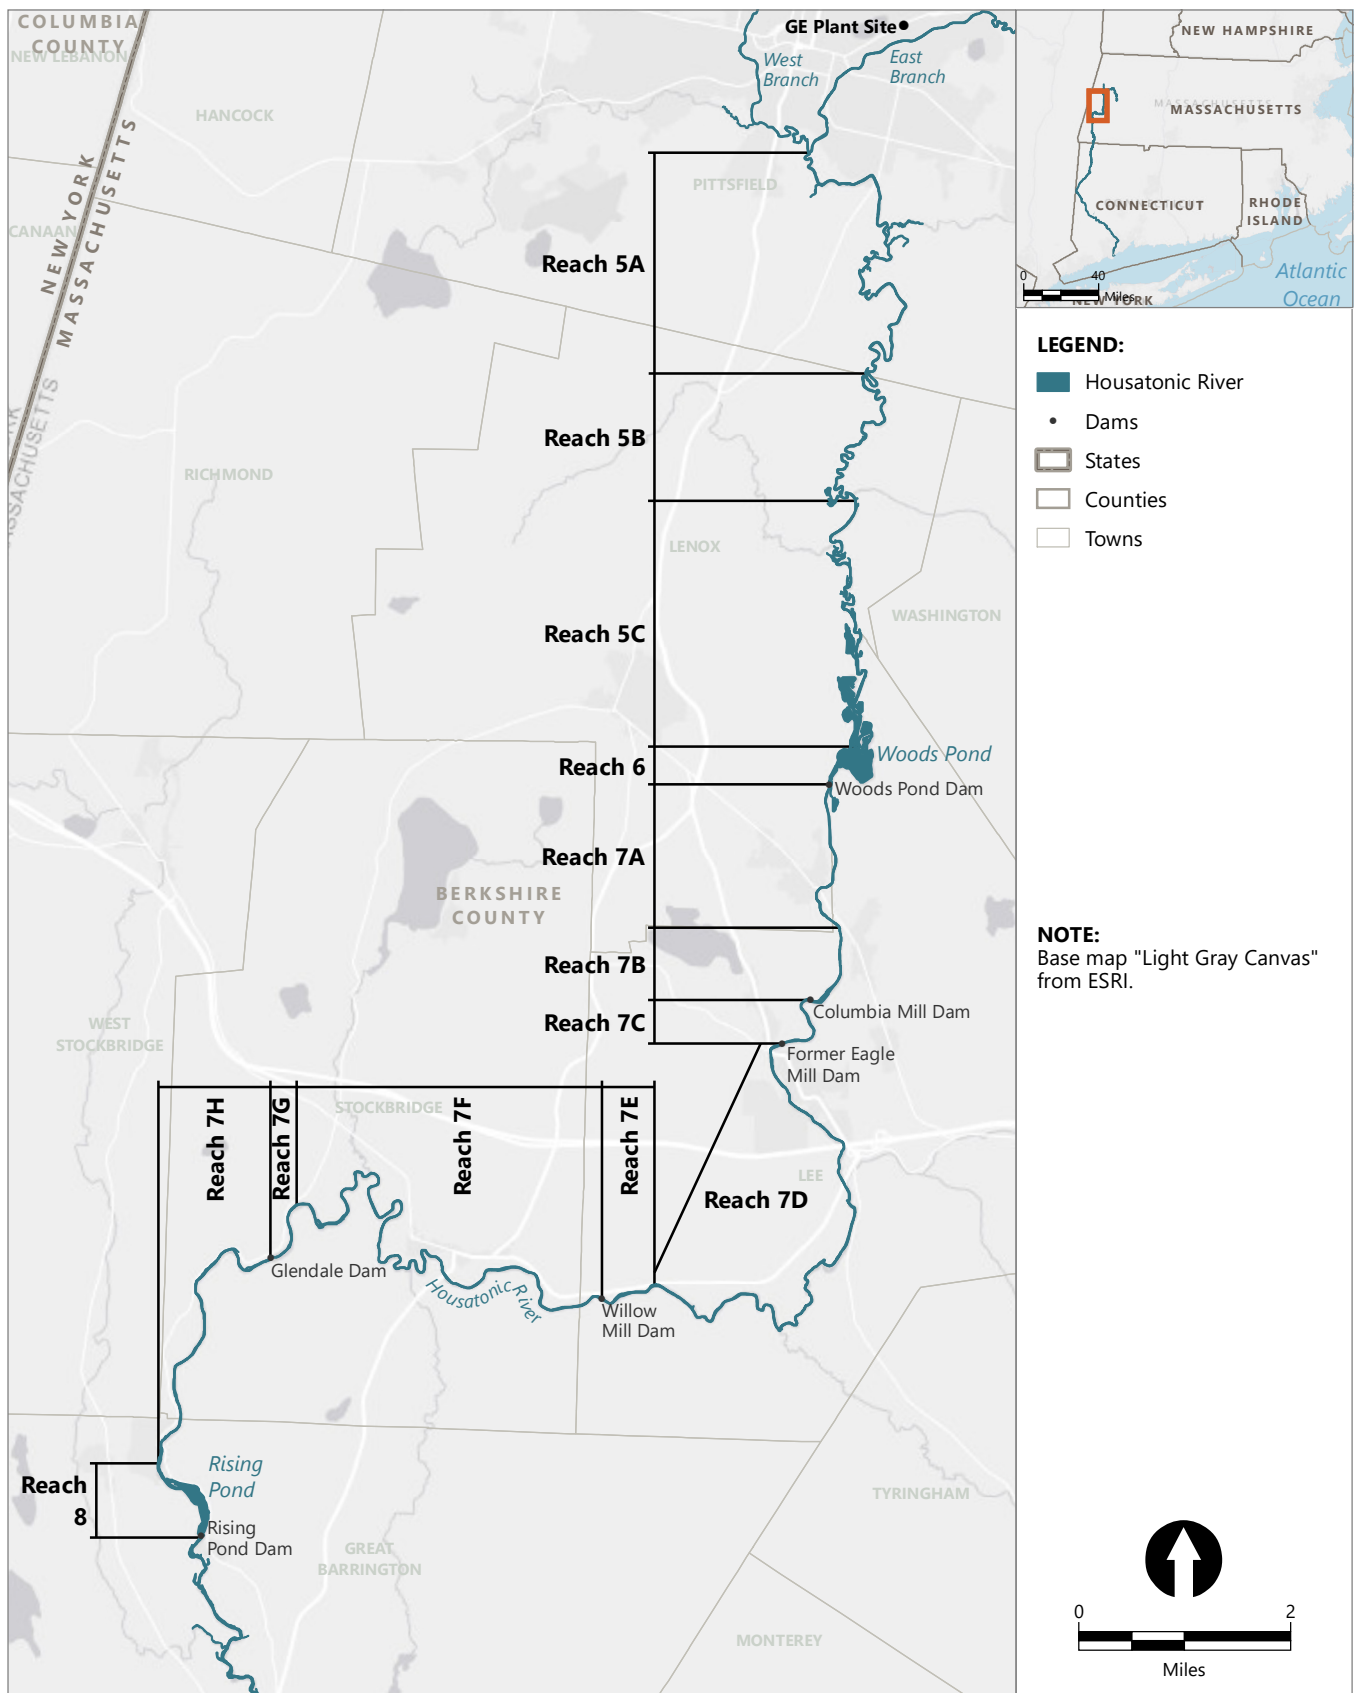 COLUMBIA
COUNTY
NEW LEBANON
HANCOCK
GE Plant Site
West
Branch
East
Branch
NEW YORK
MASSACHUSETTS
CANAAN
PITTSFIELD
Reach 5A
Reach 5B
RICHMOND
MASSACHUSETTS
LENOX
WASHINGTON
Reach 5C
Woods Pond
Reach 6
Woods Pond Dam
Reach 7A
BERKSHIRE
COUNTY
Reach 7B
Columbia Mill Dam
Reach 7C
WEST
STOCKBRIDGE
Former Eagle
Mill Dam
STOCKBRIDGE
Reach 7H
Reach 7G
Reach 7F
Reach 7E
LEE
Reach 7D
Glendale Dam
Housatonic River
Willow
Mill Dam
Rising
Pond
Reach
8
Rising
Pond Dam
GREAT
BARRINGTON
TYRINGHAM
MONTEREY
NEW HAMPSHIRE
MASSACHUSETTS
MASSACHUSETTS
CONNECTICUT
RHODE
ISLAND
Atlantic
Ocean
0 40
Miles
NEW YORK
LEGEND:
Housatonic River
Dams
States
Counties
Towns
NOTE:
Base map "Light Gray Canvas"
from ESRI.
0 2
Miles